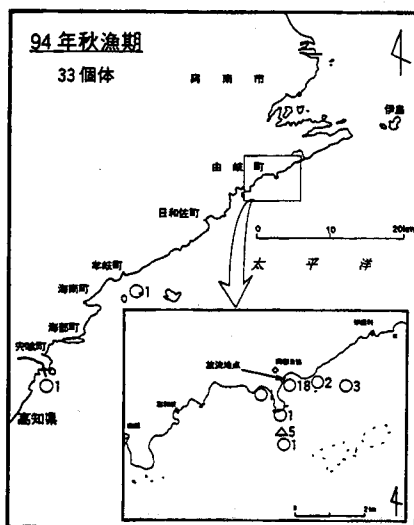 94年秋漁期
33個体
阿南市
伊島
由岐町
日和佐町
0 10 20km
太平洋
牟岐町
海南町
1
海部町
宍喰町
1
高知県
放流地点
18 2 3
1
5
1
0 2km